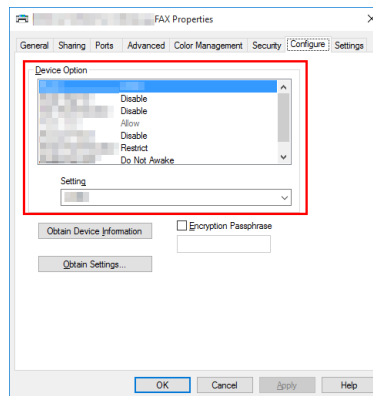 FAX Properties
General Sharing Ports Advanced Color Management Security Configure Settings
Device Option
Disable
Disable
Allow
Disable
Restrict
Do Not Awake
Setting
Obtain Device Information
Encryption Passphrase
Obtain Settings...
OK Cancel Apply Help